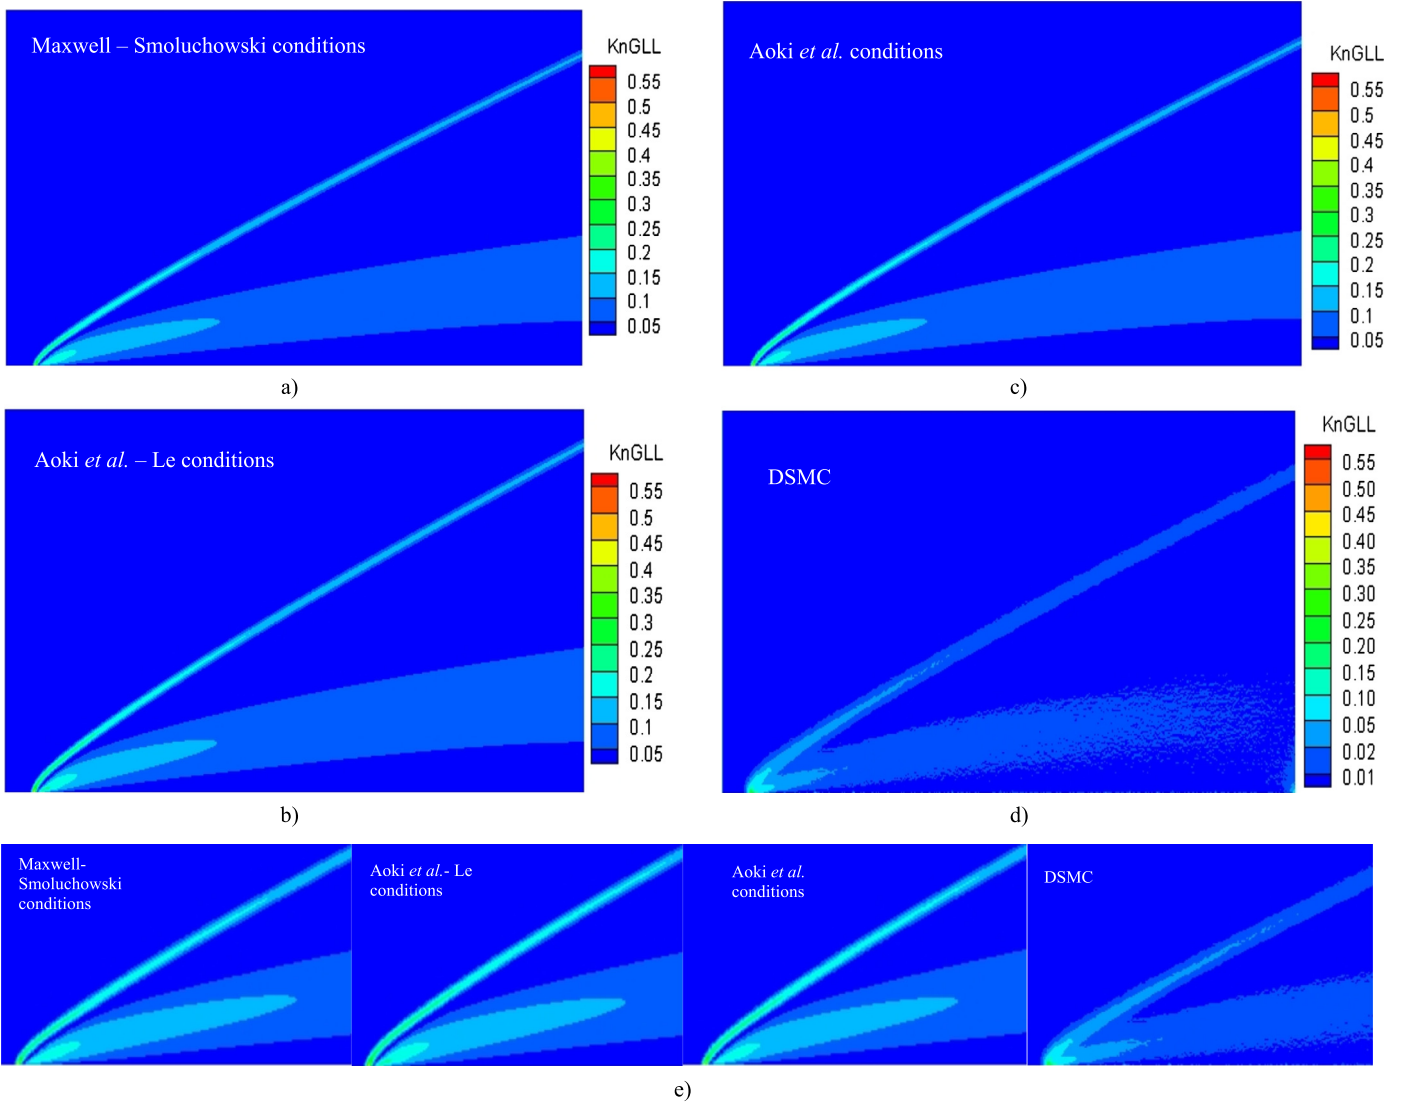 Maxwell – Smoluchowski conditions
KnGLL
0.55
0.5
0.45
0.4
0.35
0.3
0.25
0.2
0.15
0.1
0.05
a)
Aoki et al. conditions
KnGLL
0.55
0.5
0.45
0.4
0.35
0.3
0.25
0.2
0.15
0.1
0.05
c)
Aoki et al. – Le conditions
KnGLL
0.55
0.5
0.45
0.4
0.35
0.3
0.25
0.2
0.15
0.1
0.05
b)
DSMC
KnGLL
0.55
0.50
0.45
0.40
0.35
0.30
0.25
0.20
0.15
0.10
0.05
0.02
0.01
d)
Maxwell-
Smoluchowski
conditions
Aoki et al.- Le
conditions
Aoki et al.
conditions
DSMC
e)